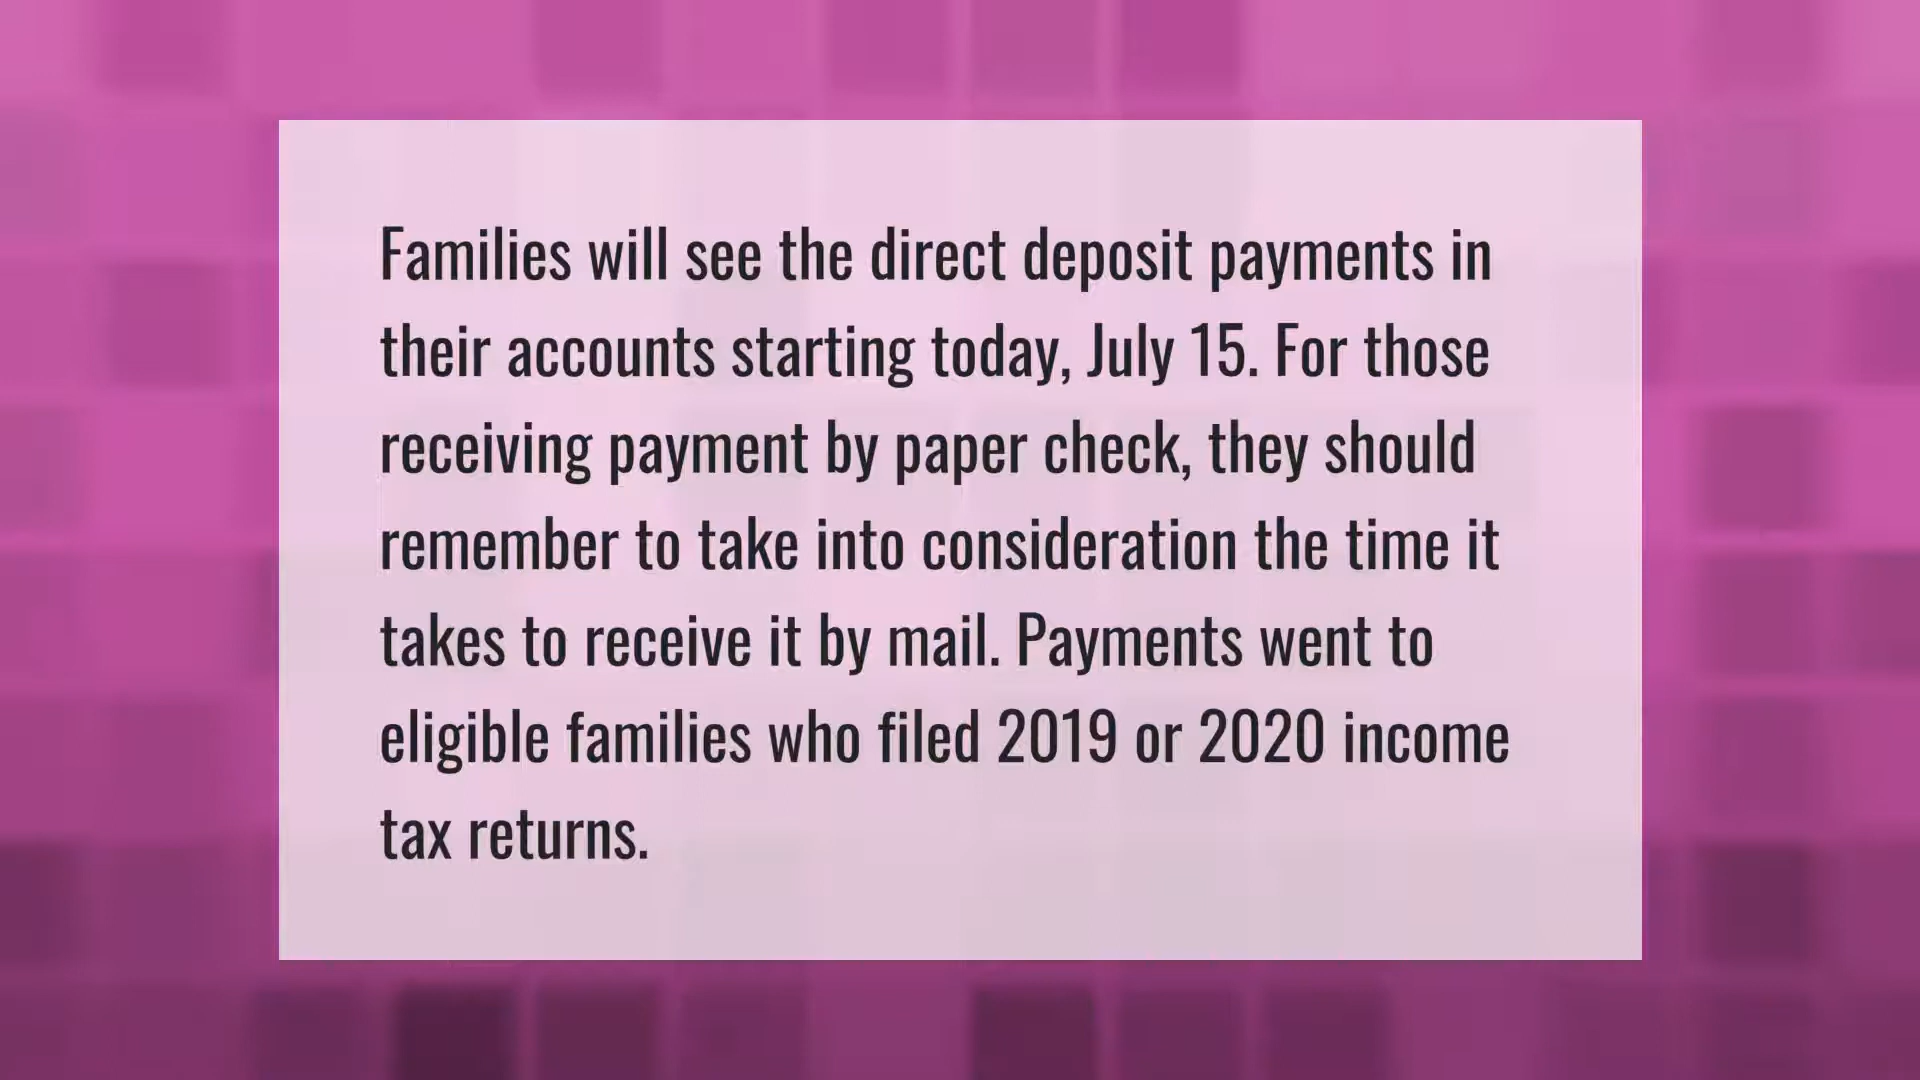 Families will see the direct deposit payments in
their accounts starting today, July 15. For those
receiving payment by paper check, they should
remember to take into consideration the time it
takes to receive it by mail. Payments went to
eligible families who filed 2019 or 2020 income
tax returns.